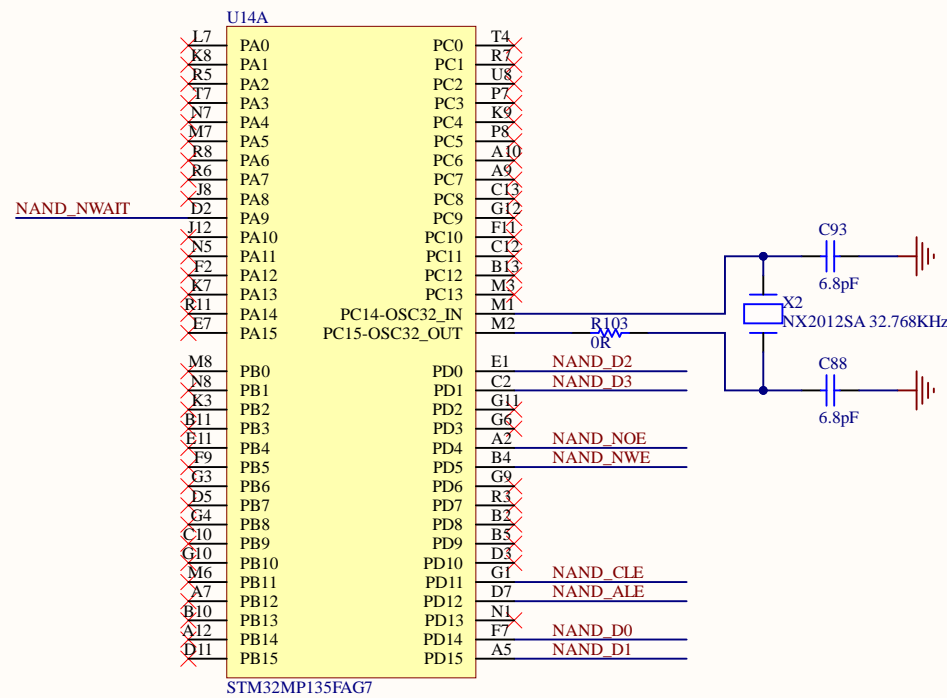 U14A
L7 PA0 PC0 T4
K8 PA1 PC1 R7
R5 PA2 PC2 U8
T7 PA3 PC3 P7
N7 PA4 PC4 K9
M7 PA5 PC5 P8
R8 PA6 PC6 A10
R6 PA7 PC7 A9
J8 PA8 PC8 C13
NAND_NWAIT D2 PA9 PC9 G12
J12 PA10 PC10 F11
N5 PA11 PC11 C12
F2 PA12 PC12 B13
K7 PA13 PC13 M3
R11 PA14 PC14-OSC32_IN M1
E7 PA15 PC15-OSC32_OUT M2
R103
0R
C93
6.8pF
X2
NX2012SA 32.768KHz
C88
6.8pF
M8 PB0 PD0 E1 NAND_D2
N8 PB1 PD1 C2 NAND_D3
K3 PB2 PD2 G11
B11 PB3 PD3 G6
E11 PB4 PD4 A2 NAND_NOE
F9 PB5 PD5 B4 NAND_NWE
G3 PB6 PD6 G9
D5 PB7 PD7 R3
G4 PB8 PD8 B2
C10 PB9 PD9 B5
G10 PB10 PD10 D3
M6 PB11 PD11 G1 NAND_CLE
A7 PB12 PD12 D7 NAND_ALE
B10 PB13 PD13 N1
A12 PB14 PD14 F7 NAND_D0
D11 PB15 PD15 A5 NAND_D1
STM32MP135FAG7